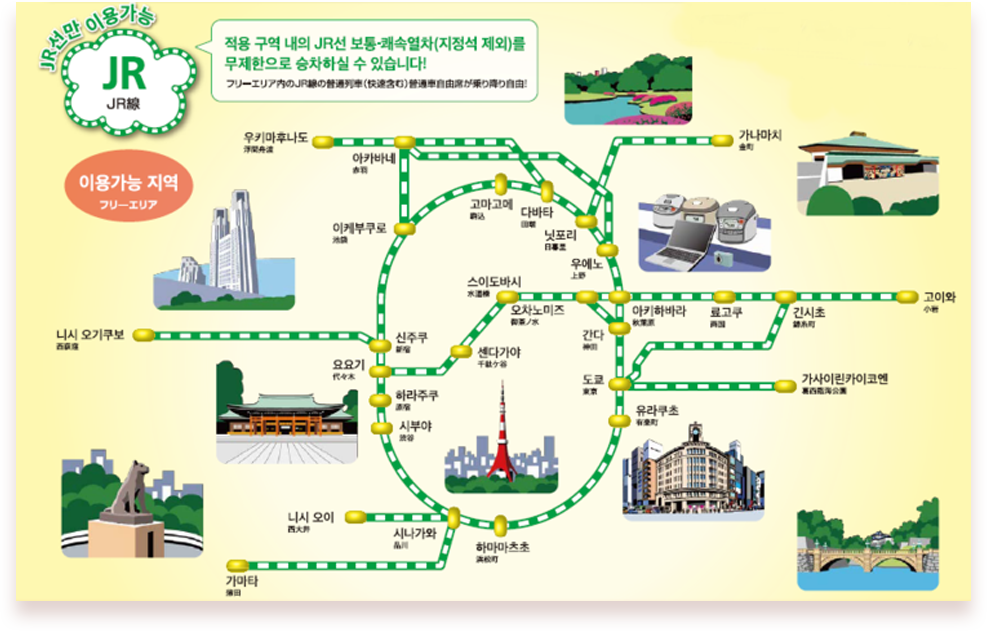 JR선만 이용가능
JR
JR線
적용 구역 내의 JR선 보통·쾌속열차(지정석 제외)를
무제한으로 승차하실 수 있습니다!
フリーエリア内のJR線の普通列車(快速含む)普通車自由席が乗り降り自由!
이용가능 지역
フリーエリア
우키마후나도
浮間舟渡
아카바네
赤羽
가나마치
金町
고마고메
駒込
다바타
田端
이케부쿠로
池袋
닛포리
日暮里
우에노
上野
스이도바시
水道橋
오차노미즈
御茶ノ水
아키하바라
秋葉原
료고쿠
両国
긴시초
錦糸町
고이와
小岩
니시 오기쿠보
西荻窪
신주쿠
新宿
간다
神田
센다가야
千駄ケ谷
요요기
代々木
도쿄
東京
가사이린카이코엔
葛西臨海公園
하라주쿠
原宿
유라쿠초
有楽町
시부야
渋谷
니시 오이
西大井
시나가와
品川
하마마츠초
浜松町
가마타
蒲田